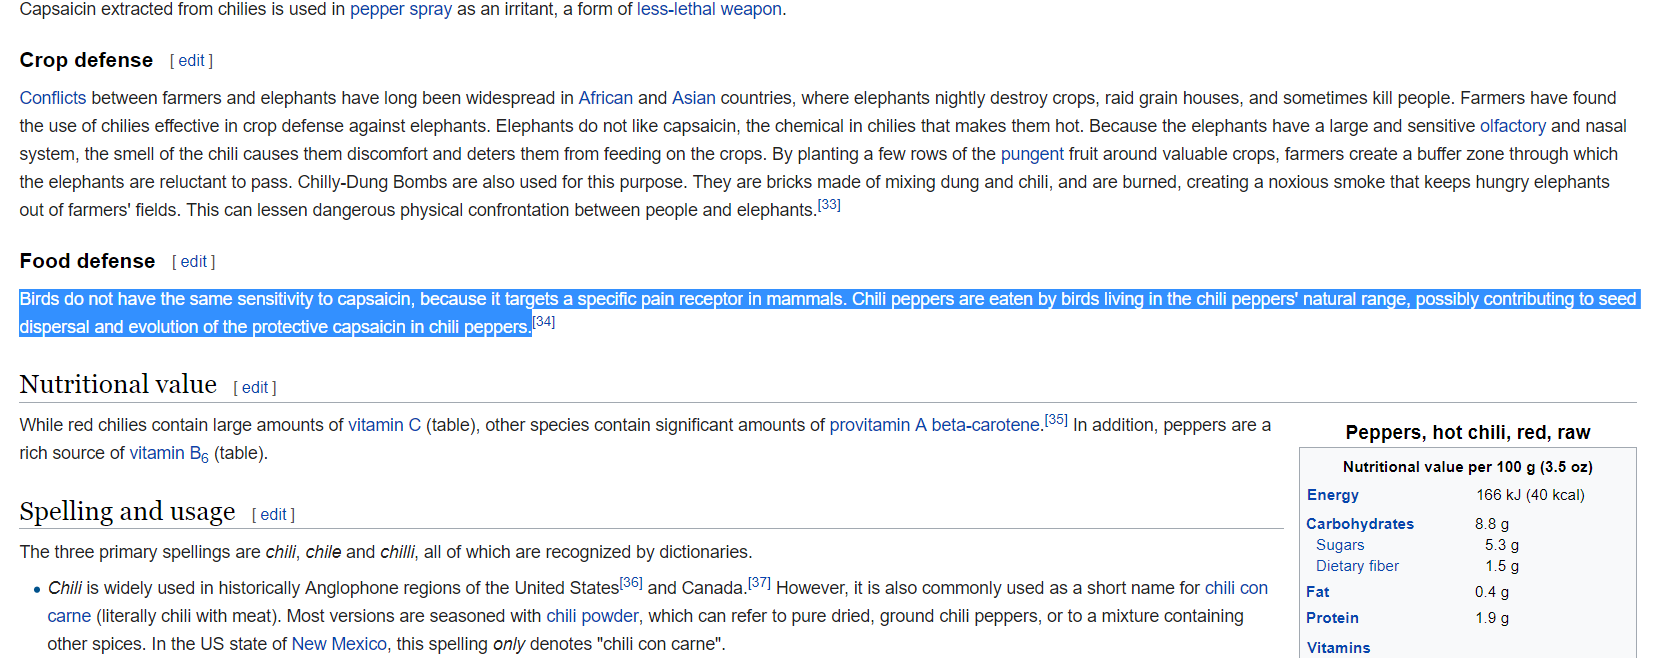 Capsaicin extracted from chilies is used in pepper spray as an irritant, a form of less-lethal weapon.
Crop defense [ edit ]
Conflicts between farmers and elephants have long been widespread in African and Asian countries, where elephants nightly destroy crops, raid grain houses, and sometimes kill people. Farmers have found
the use of chilies effective in crop defense against elephants. Elephants do not like capsaicin, the chemical in chilies that makes them hot. Because the elephants have a large and sensitive olfactory and nasal
system, the smell of the chili causes them discomfort and deters them from feeding on the crops. By planting a few rows of the pungent fruit around valuable crops, farmers create a buffer zone through which
the elephants are reluctant to pass. Chilly-Dung Bombs are also used for this purpose. They are bricks made of mixing dung and chili, and are burned, creating a noxious smoke that keeps hungry elephants
out of farmers' fields. This can lessen dangerous physical confrontation between people and elephants.[33]
Food defense [ edit ]
Birds do not have the same sensitivity to capsaicin, because it targets a specific pain receptor in mammals. Chili peppers are eaten by birds living in the chili peppers' natural range, possibly contributing to seed
dispersal and evolution of the protective capsaicin in chili peppers.[34]
Nutritional value [ edit ]
While red chilies contain large amounts of vitamin C (table), other species contain significant amounts of provitamin A beta-carotene.[35] In addition, peppers are a
rich source of vitamin B6 (table).
Spelling and usage [ edit ]
The three primary spellings are chili, chile and chilli, all of which are recognized by dictionaries.
• Chili is widely used in historically Anglophone regions of the United States[36] and Canada.[37] However, it is also commonly used as a short name for chili con
carne (literally chili with meat). Most versions are seasoned with chili powder, which can refer to pure dried, ground chili peppers, or to a mixture containing
other spices. In the US state of New Mexico, this spelling only denotes "chili con carne".
Peppers, hot chili, red, raw
Nutritional value per 100 g (3.5 oz)
Energy 166 kJ (40 kcal)
Carbohydrates 8.8 g
Sugars 5.3 g
Dietary fiber 1.5 g
Fat 0.4 g
Protein 1.9 g
Vitamins